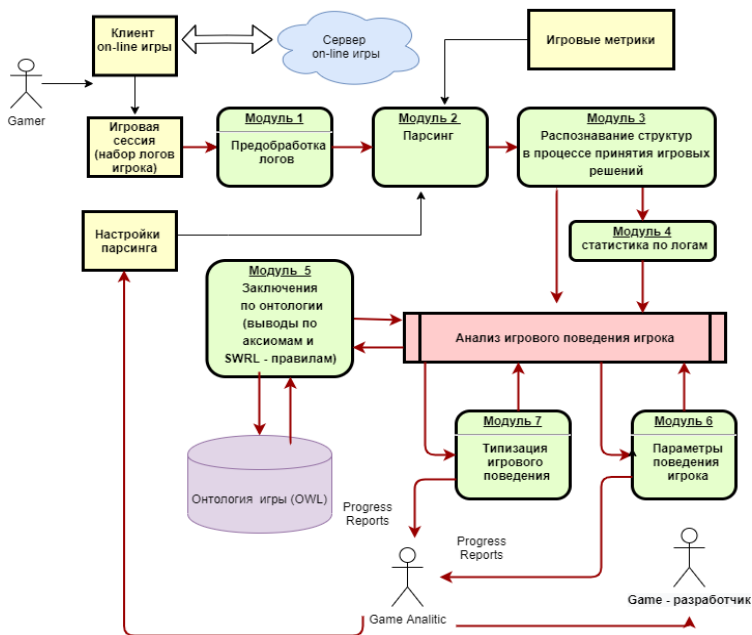 Клиент
on-line игры
Сервер
on-line игры
Игровые метрики
Gamer
Игровая
сессия
(набор логов
игрока)
Модуль 1
Предобработка
логов
Модуль 2
Парсинг
Модуль 3
Распознавание структур
в процессе принятия игровых
решений
Настройки
парсинга
Модуль 4
статистика по логам
Модуль 5
Заключения
по онтологии
(выводы по
аксиомам и
SWRL - правилам)
Анализ игрового поведения игрока
Модуль 7
Типизация
игрового
поведения
Модуль 6
Параметры
поведения
игрока
Онтология игры (OWL)
Progress
Reports
Progress
Reports
Game Analitic
Game - разработчик